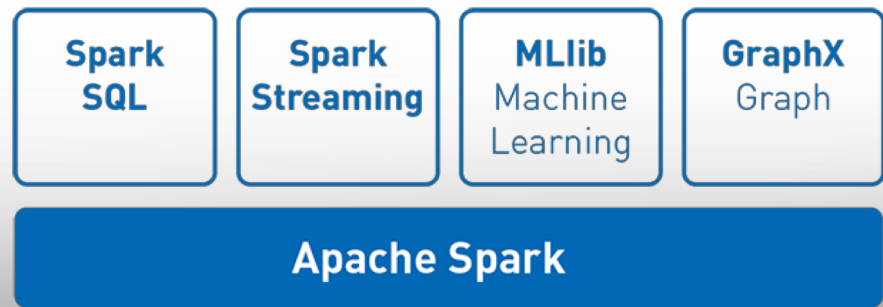 Spark
SQL
Spark
Streaming
MLlib
Machine
Learning
GraphX
Graph
Apache Spark